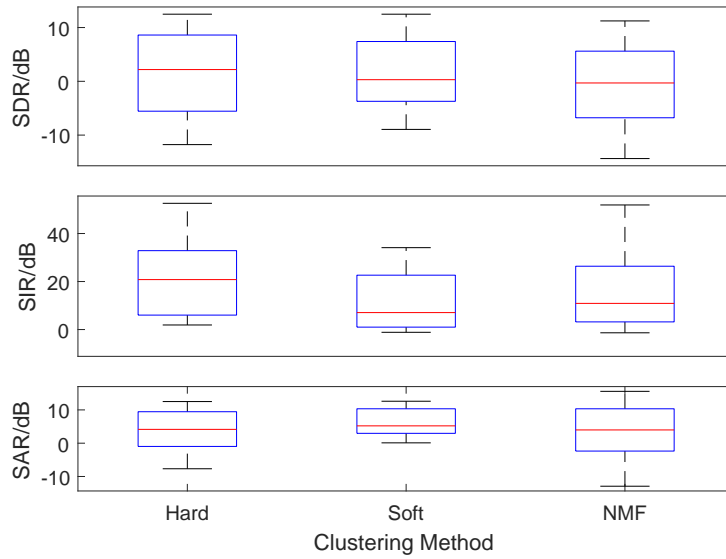 SDR/dB
10
0
-10
SIR/dB
40
20
0
SAR/dB
10
0
-10
Hard
Soft
NMF
Clustering Method